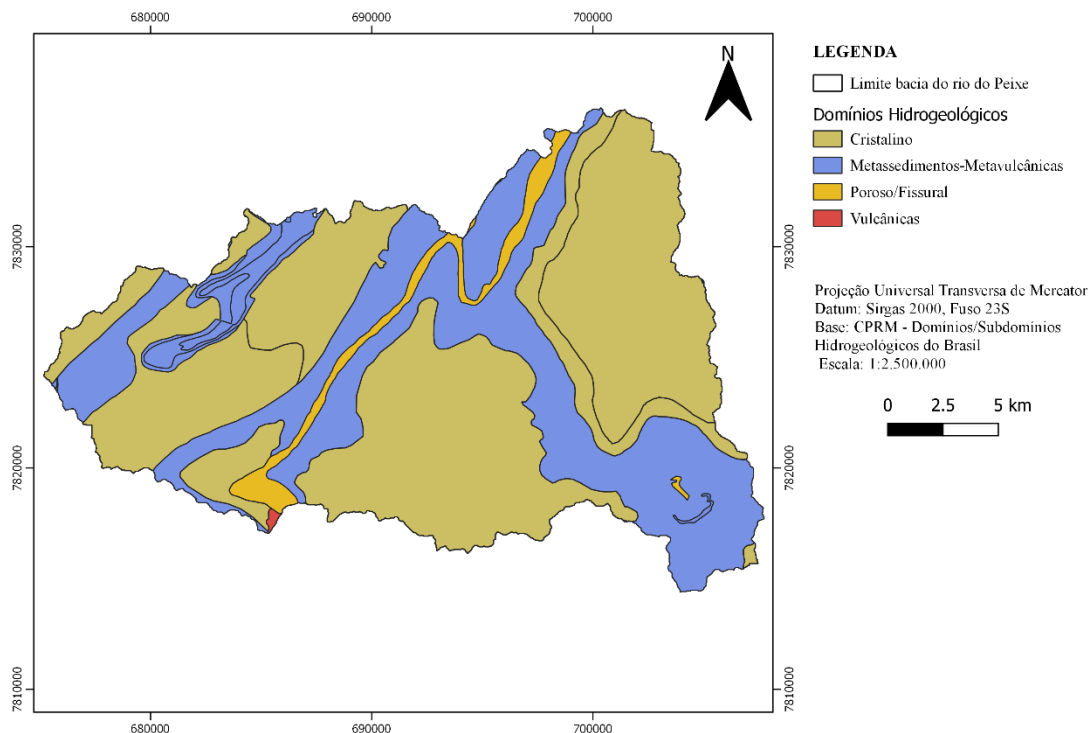 680000
690000
700000
7830000
7820000
7810000
7830000
7820000
7810000
680000
690000
700000
N
LEGENDA
Limite bacia do rio do Peixe
Domínios Hidrogeológicos
Cristalino
Metassedimentos-Metavulcânicas
Poroso/Fissural
Vulcânicas
Projeção Universal Transversa de Mercator
Datum: Sirgas 2000, Fuso 23S
Base: CPRM - Domínios/Subdomínios
Hidrogeológicos do Brasil
Escala: 1:2.500.000
0 2.5 5 km